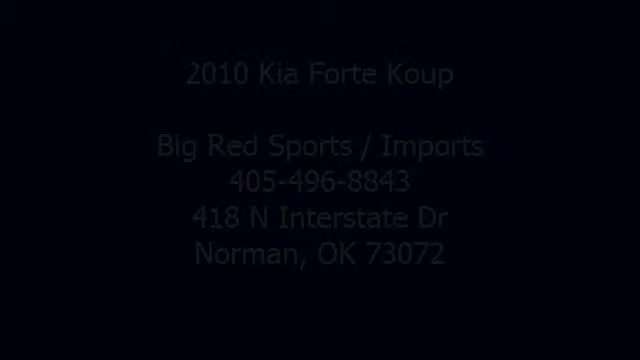 2010 Kia Forte Koup
Big Red Sports / Imports
405-496-8843
418 N Interstate Dr
Norman, OK 73072